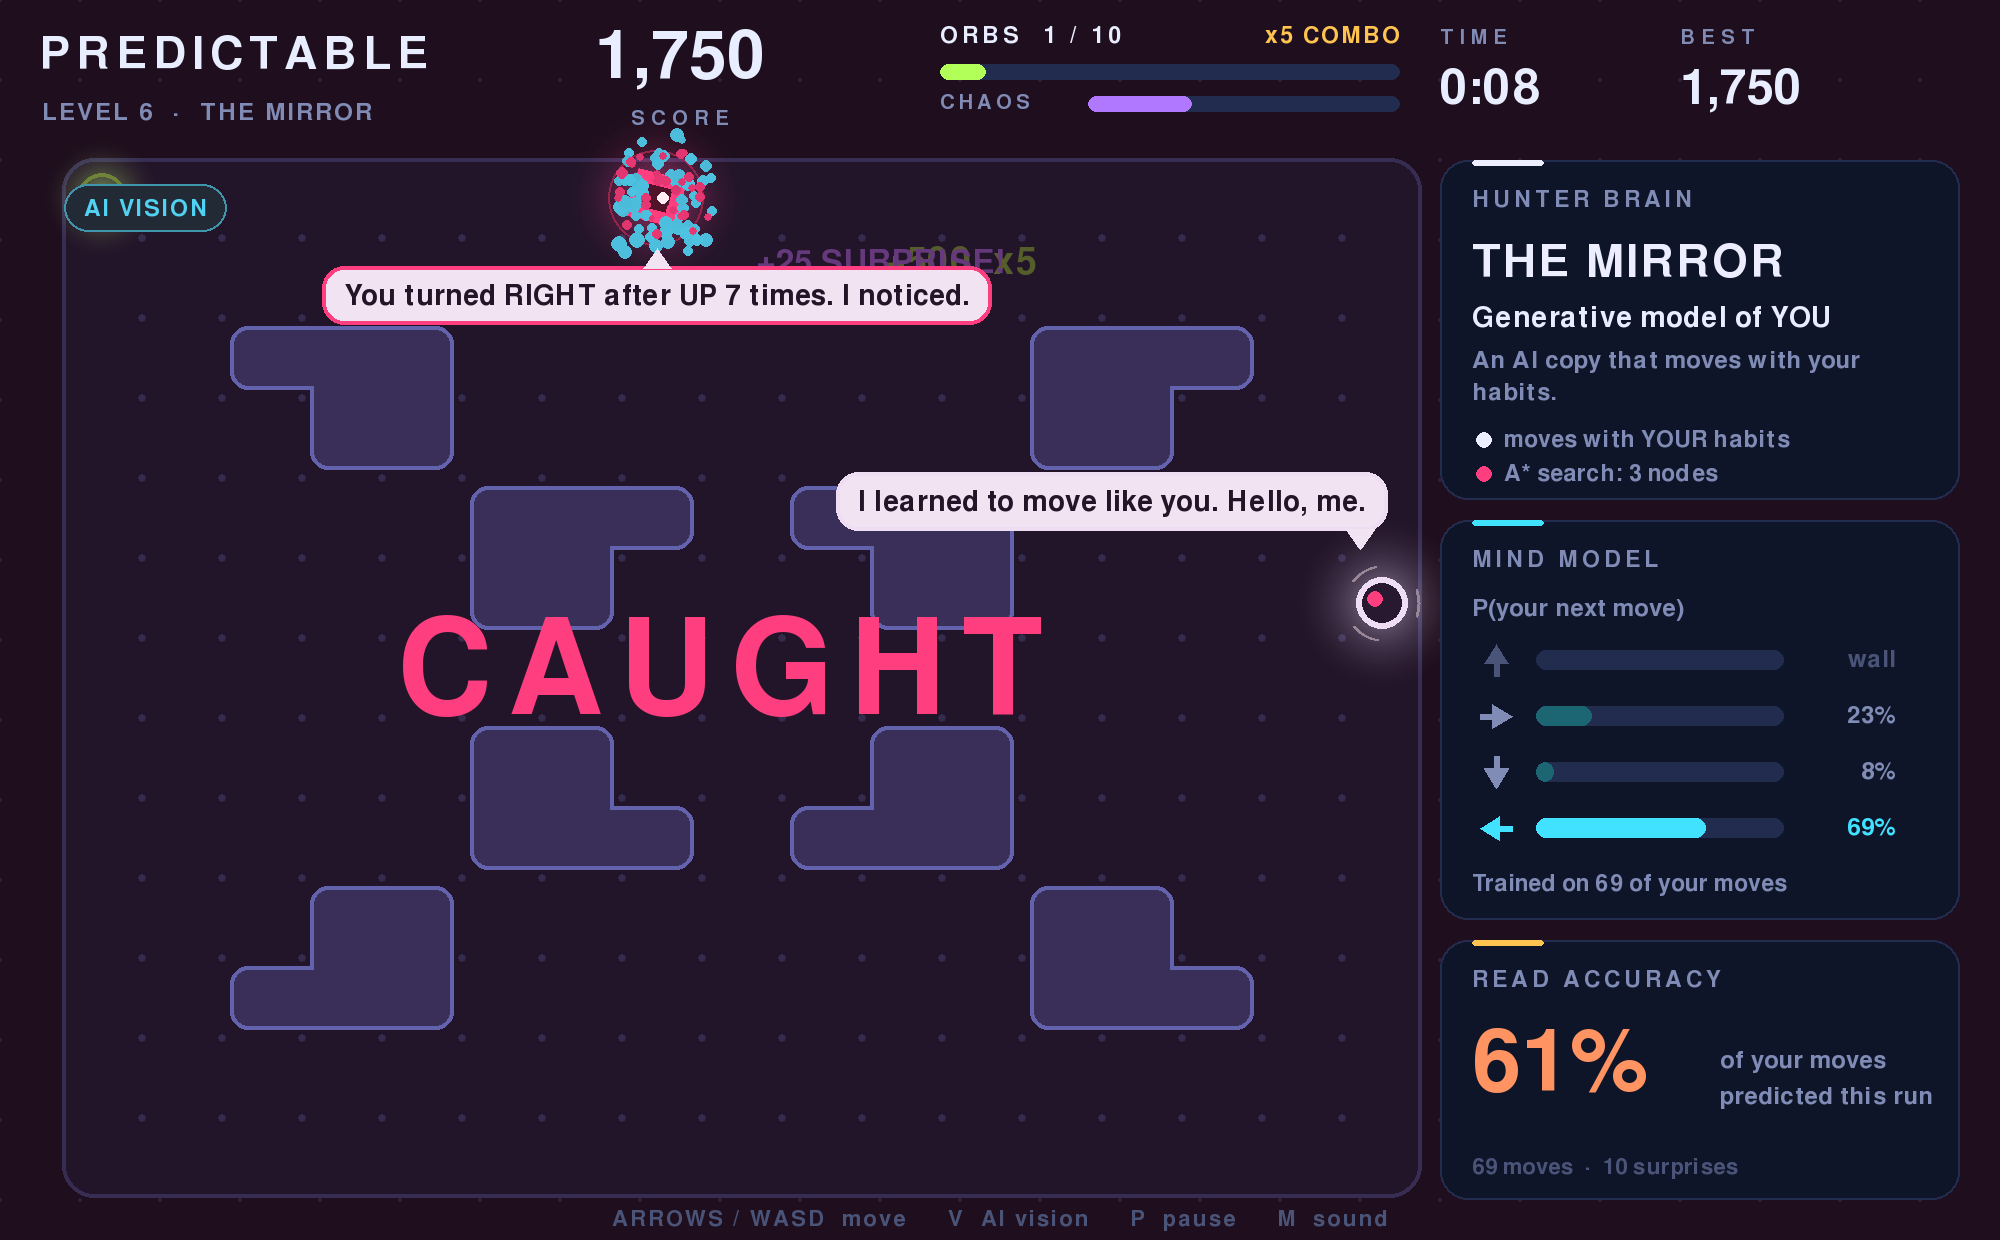 PREDICTABLE
LEVEL 6 · THE MIRROR
1,750
SCORE
ORBS 1 / 10
x5 COMBO
CHAOS
TIME
0:08
BEST
1,750
AI VISION
+25 SURPRISE!
+500 x5
You turned RIGHT after UP 7 times. I noticed.
I learned to move like you. Hello, me.
CAUGHT
HUNTER BRAIN
THE MIRROR
Generative model of YOU
An AI copy that moves with your
habits.
moves with YOUR habits
A* search: 3 nodes
MIND MODEL
P(your next move)
wall
23%
8%
69%
Trained on 69 of your moves
READ ACCURACY
61%
of your moves
predicted this run
69 moves · 10 surprises
ARROWS / WASD move V AI vision P pause M sound